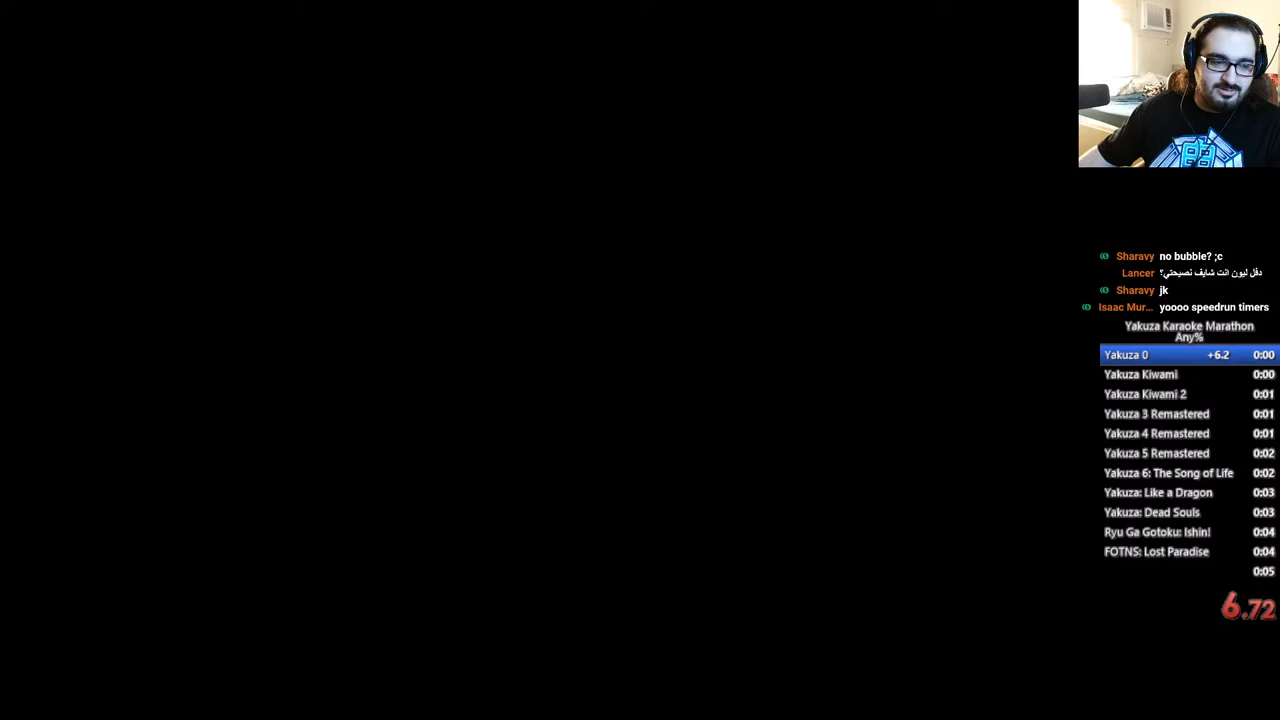 Sharavy no bubble? ;c
Lancer دفل ليون انت شايف نصيحتي؟
Sharavy jk
Isaac Mur... yoooo speedrun timers
Yakuza Karaoke Marathon
Any%
Yakuza 0 +6.2 0:00
Yakuza Kiwami 0:00
Yakuza Kiwami 2 0:01
Yakuza 3 Remastered 0:01
Yakuza 4 Remastered 0:01
Yakuza 5 Remastered 0:02
Yakuza 6: The Song of Life 0:02
Yakuza: Like a Dragon 0:03
Yakuza: Dead Souls 0:03
Ryu Ga Gotoku: Ishin! 0:04
FOTNS: Lost Paradise 0:04
0:05
6.72